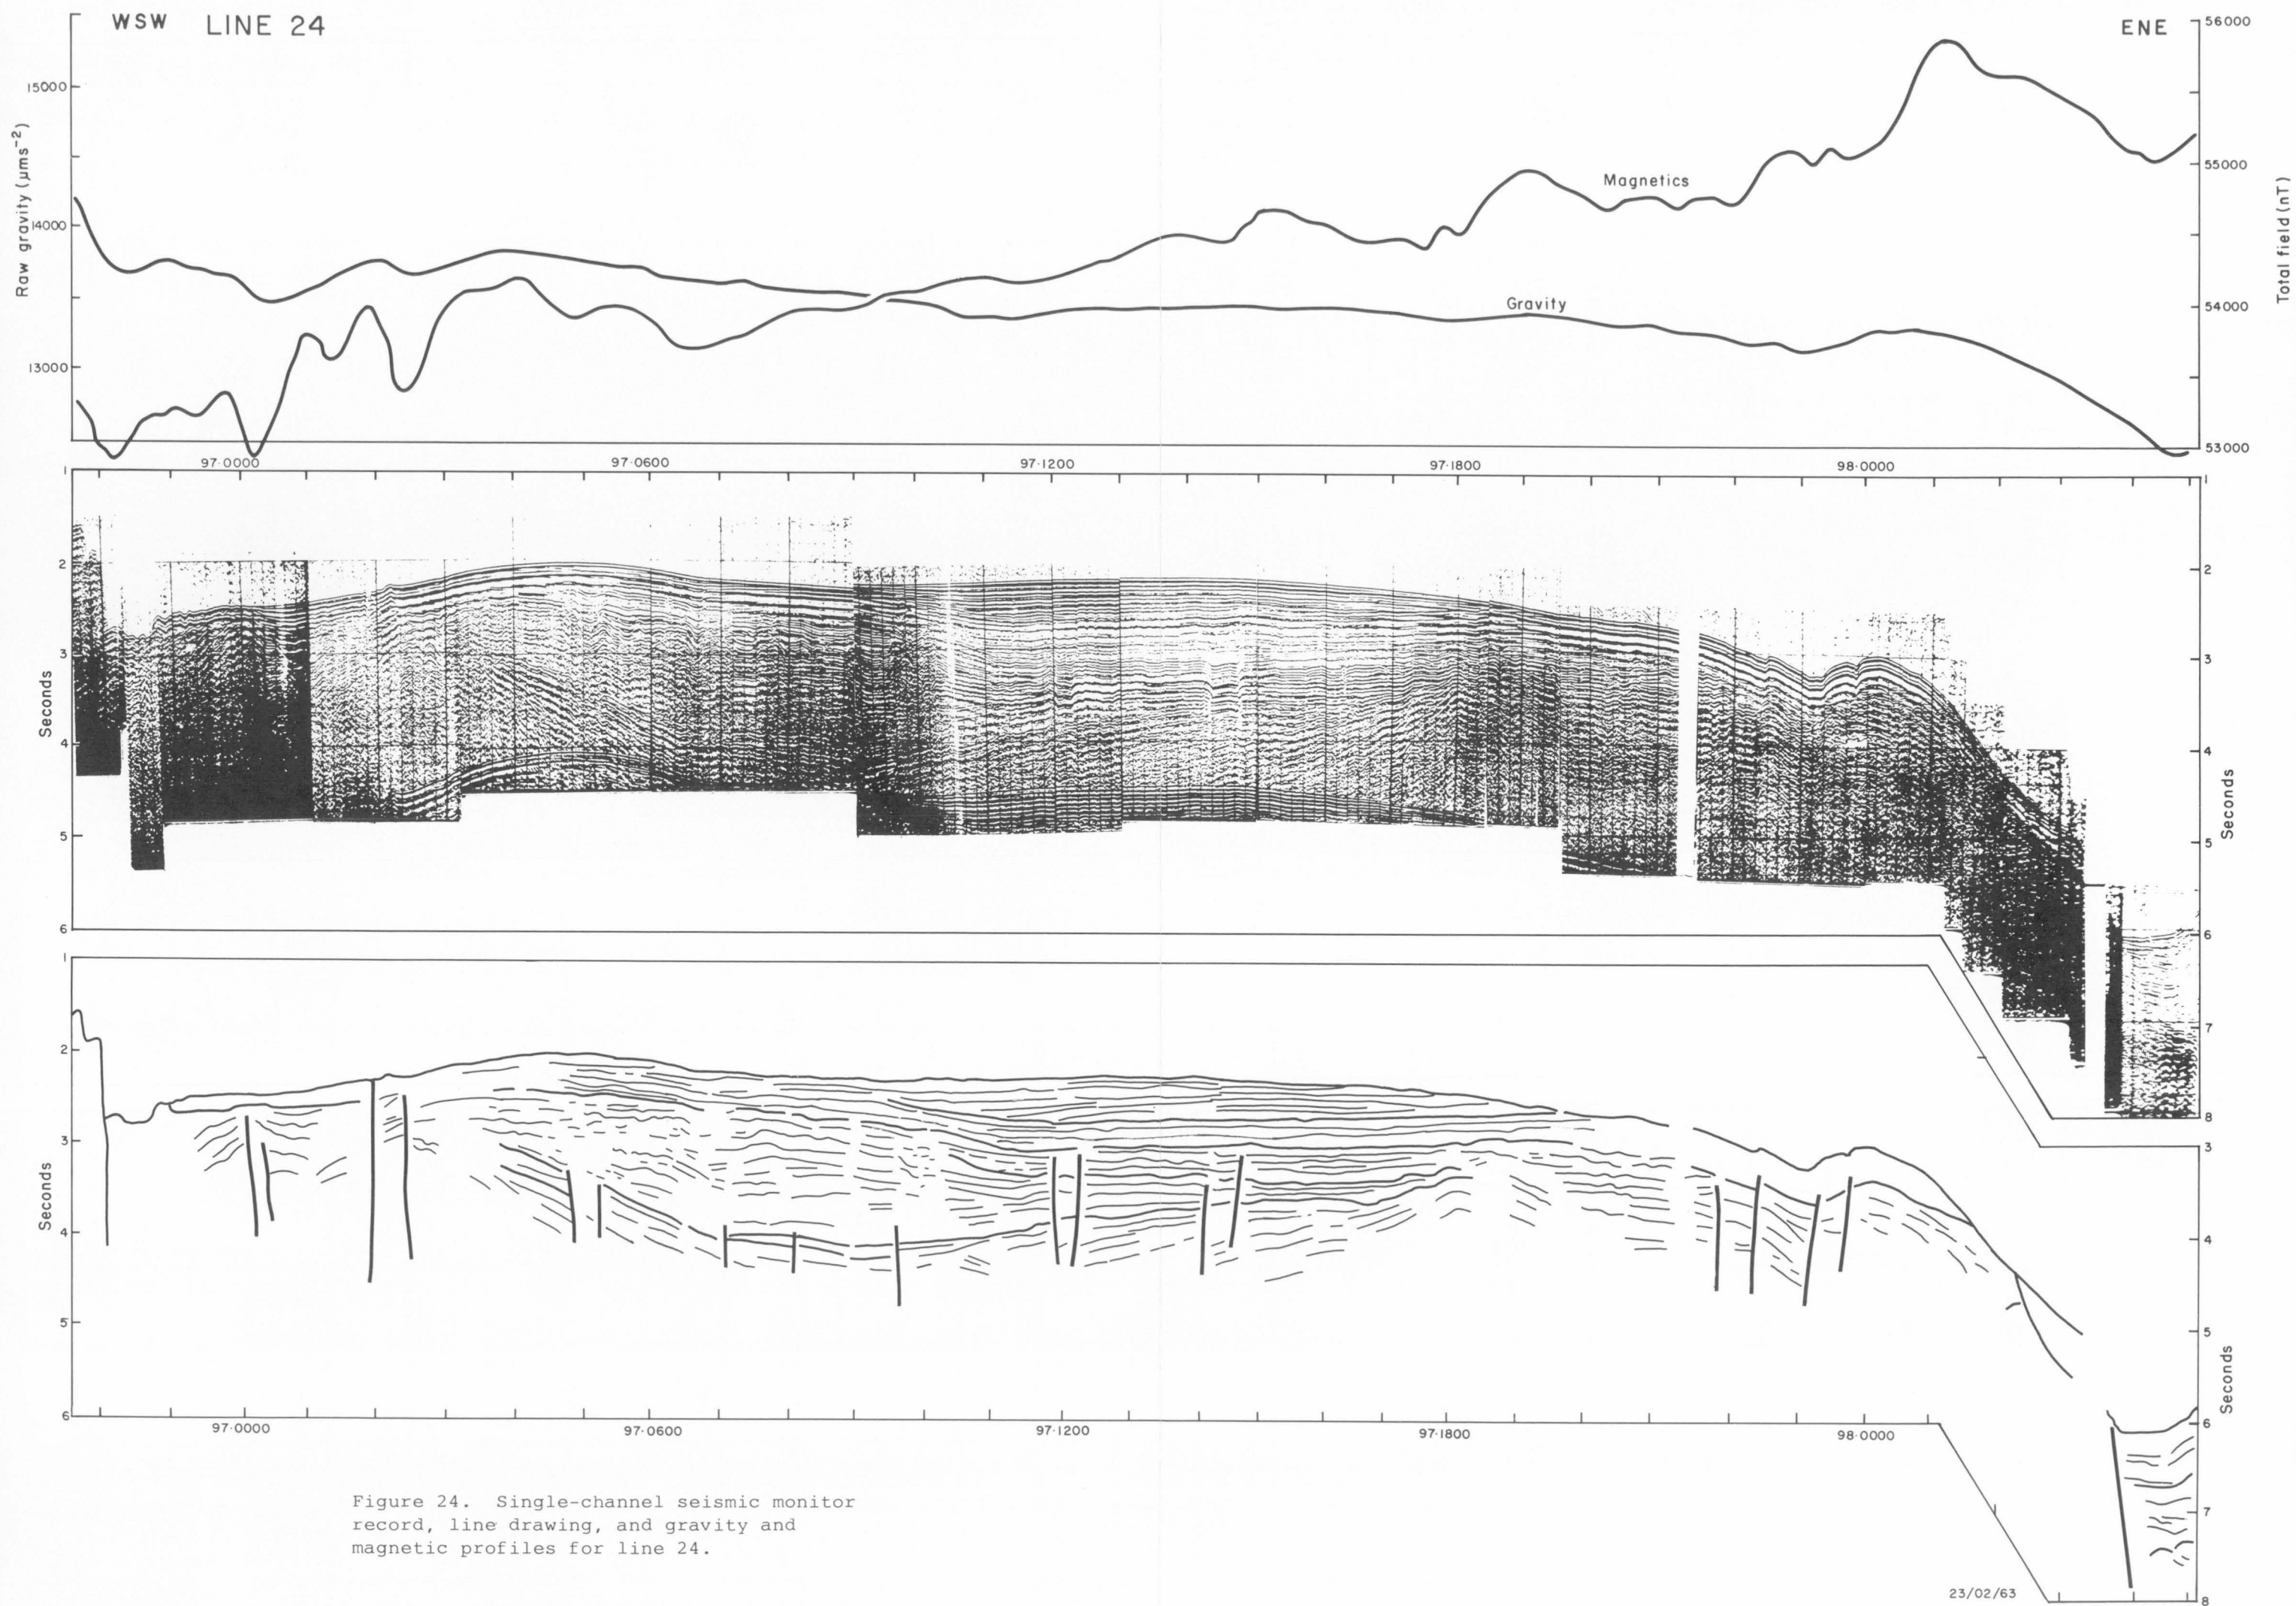 WSW LINE 24 ENE
56000
15000
Raw gravity (μms⁻²)
55000
Magnetics
14000
Total field (nT)
Gravity
54000
13000
53000
97·0000 97·0600 97·1200 97·1800 98·0000
1 1
2 2
3 3
Seconds
4 4
Seconds
5 5
6 6
7
8
1
2
3 3
Seconds
4 4
5 5
Seconds
6 6
97·0000 97·0600 97·1200 97·1800 98·0000
7
8
Figure 24. Single-channel seismic monitor
record, line drawing, and gravity and
magnetic profiles for line 24.
23/02/63